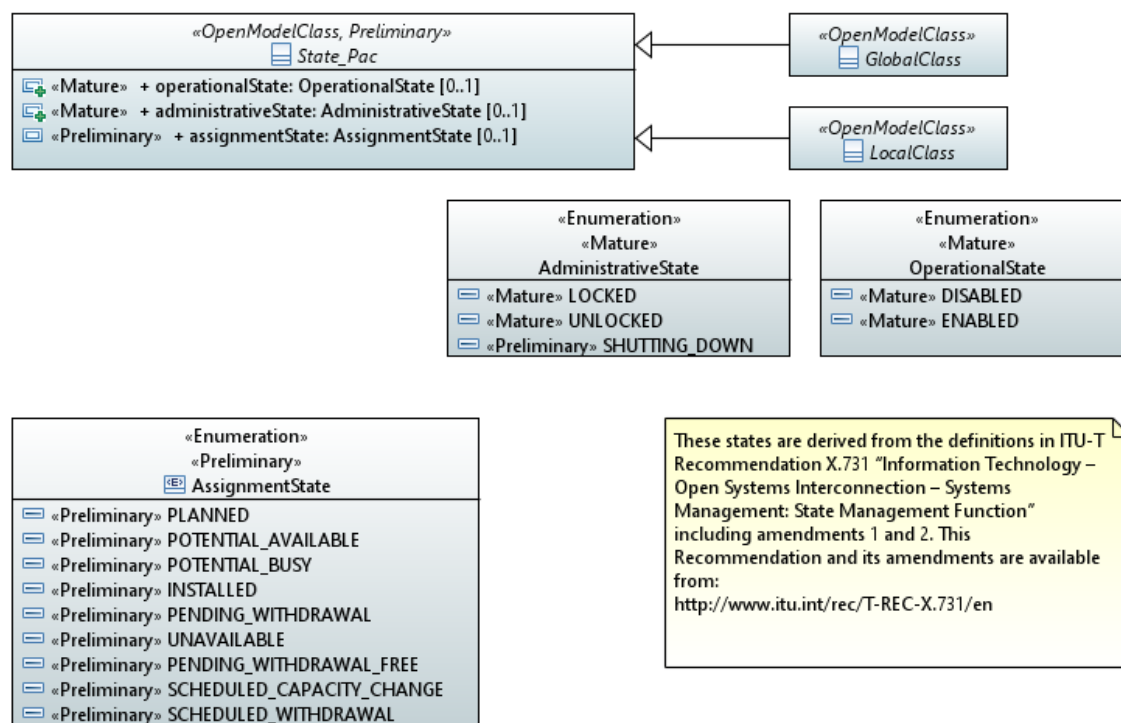 «OpenModelClass, Preliminary»
State_Pac
«Mature» + operationalState: OperationalState [0..1]
«Mature» + administrativeState: AdministrativeState [0..1]
«Preliminary» + assignmentState: AssignmentState [0..1]
«OpenModelClass»
GlobalClass
«OpenModelClass»
LocalClass
«Enumeration»
«Mature»
AdministrativeState
«Mature» LOCKED
«Mature» UNLOCKED
«Preliminary» SHUTTING_DOWN
«Enumeration»
«Mature»
OperationalState
«Mature» DISABLED
«Mature» ENABLED
«Enumeration»
«Preliminary»
«E» AssignmentState
«Preliminary» PLANNED
«Preliminary» POTENTIAL_AVAILABLE
«Preliminary» POTENTIAL_BUSY
«Preliminary» INSTALLED
«Preliminary» PENDING_WITHDRAWAL
«Preliminary» UNAVAILABLE
«Preliminary» PENDING_WITHDRAWAL_FREE
«Preliminary» SCHEDULED_CAPACITY_CHANGE
«Preliminary» SCHEDULED_WITHDRAWAL
These states are derived from the definitions in ITU-T
Recommendation X.731 “Information Technology –
Open Systems Interconnection – Systems
Management: State Management Function”
including amendments 1 and 2. This
Recommendation and its amendments are available
from:
http://www.itu.int/rec/T-REC-X.731/en